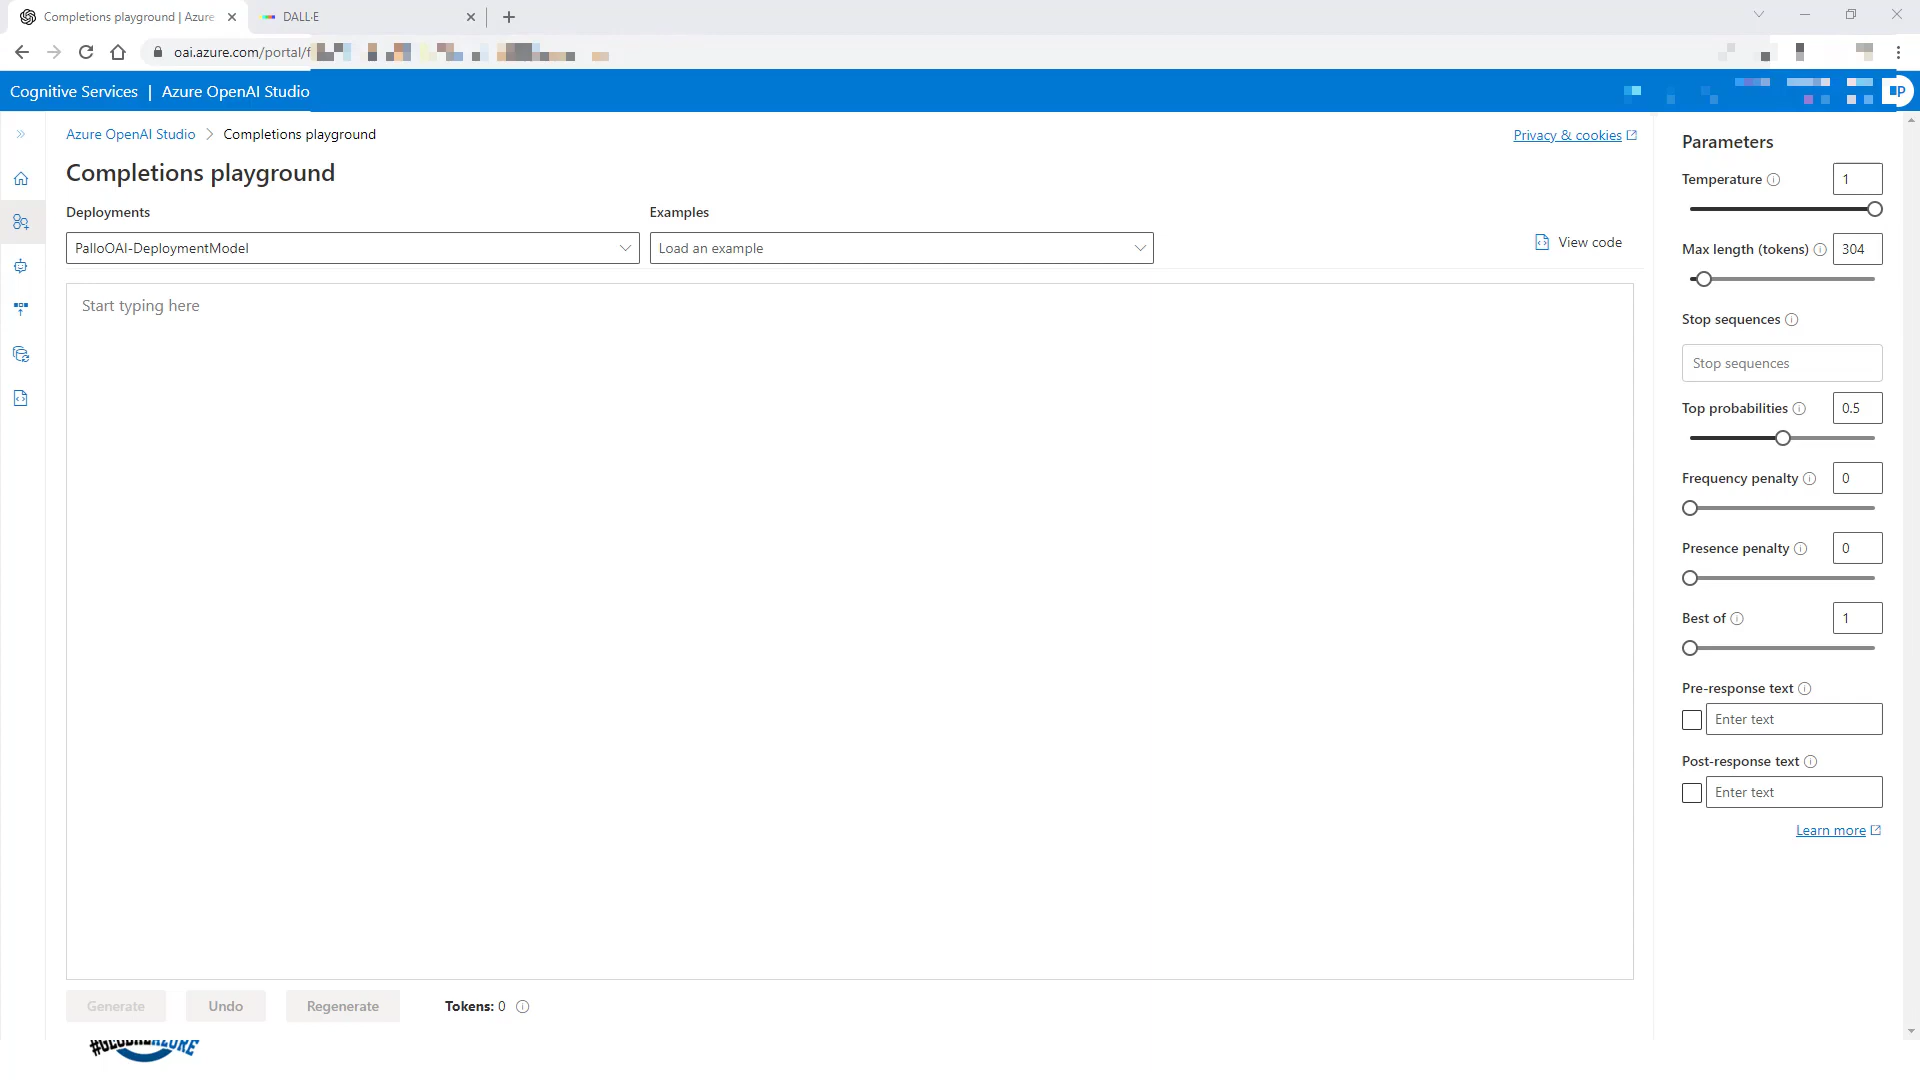 Completions playground | Azure
DALL·E
oai.azure.com/portal/f
Cognitive Services | Azure OpenAI Studio
P
Azure OpenAI Studio > Completions playground
Privacy & cookies
Completions playground
Deployments
Examples
PalloOAI-DeploymentModel
Load an example
View code
Start typing here
Generate
Undo
Regenerate
Tokens: 0
#GLOBALAZURE
Parameters
Temperature
1
Max length (tokens)
304
Stop sequences
Stop sequences
Top probabilities
0.5
Frequency penalty
0
Presence penalty
0
Best of
1
Pre-response text
Enter text
Post-response text
Enter text
Learn more